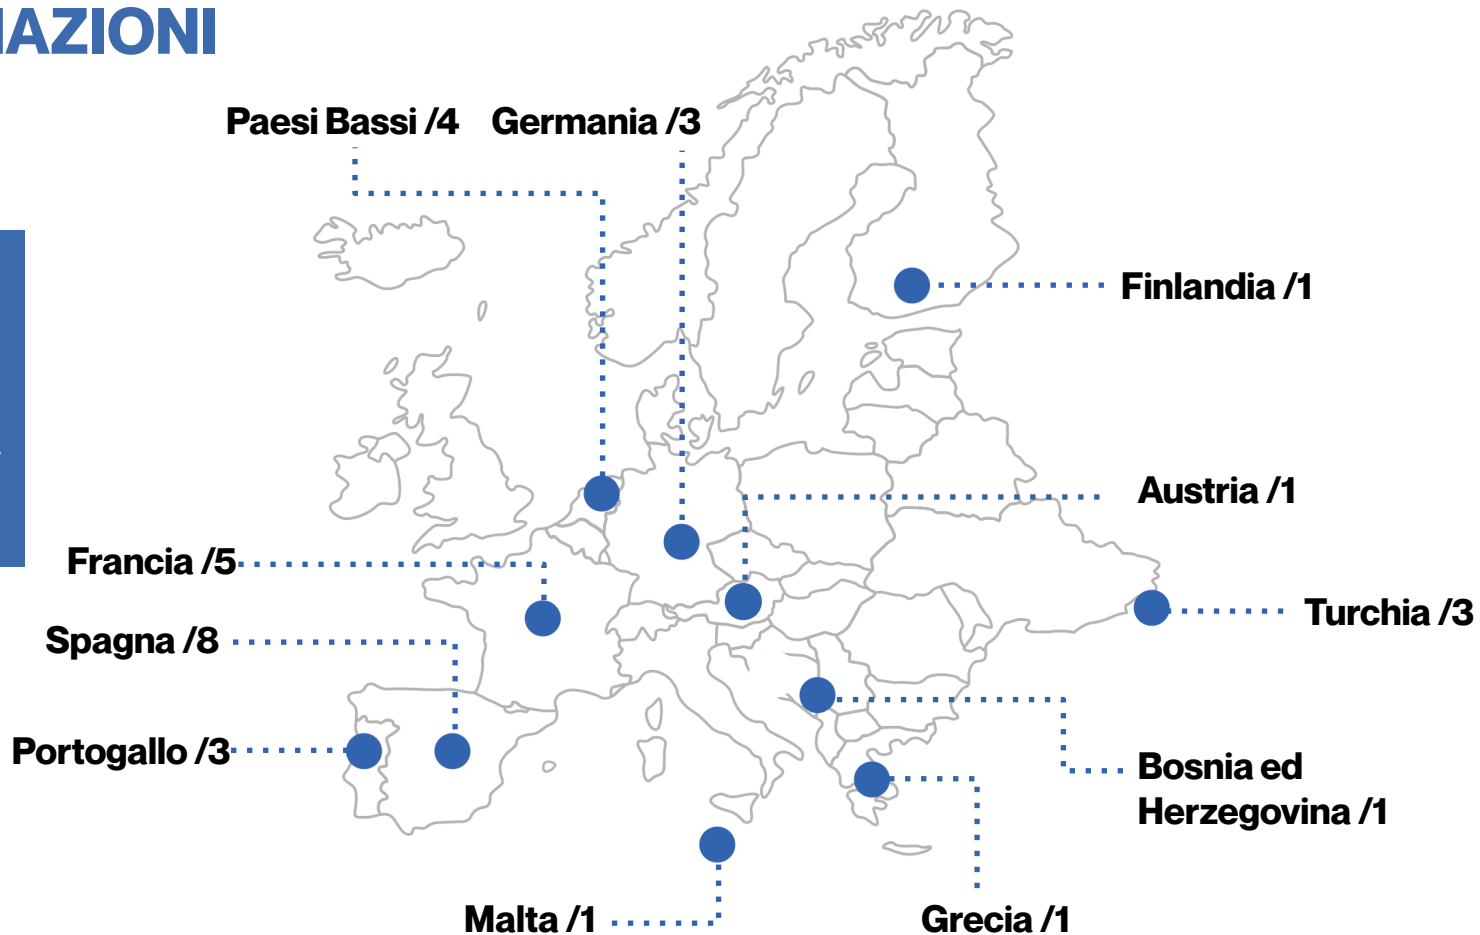 IAZIONI
Paesi Bassi /4
Germania /3
Finlandia /1
Austria /1
Francia /5
Turchia /3
Spagna /8
Portogallo /3
Bosnia ed
Herzegovina /1
Malta /1
Grecia /1